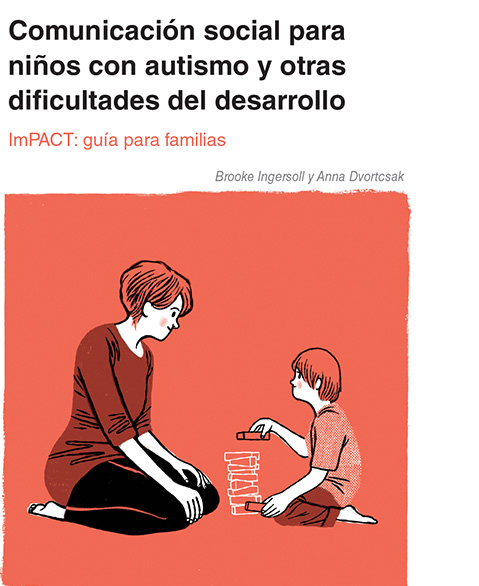 Comunicación social para
niños con autismo y otras
dificultades del desarrollo
ImPACT: guía para familias
Brooke Ingersoll y Anna Dvortcsak